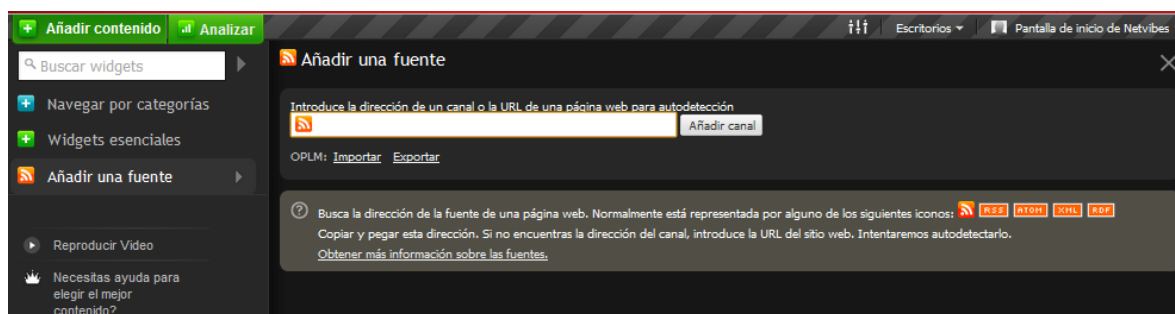 Añadir contenido
Analizar
Escritorios
Pantalla de inicio de Netvibes
Buscar widgets
Navegar por categorías
Widgets esenciales
Añadir una fuente
Reproducir Video
Necesitas ayuda para
elegir el mejor
contenido?
Añadir una fuente
Introduce la dirección de un canal o la URL de una página web para autodetección
Añadir canal
OPLM: Importar Exportar
Busca la dirección de la fuente de una página web. Normalmente está representada por alguno de los siguientes iconos: RSS ATOM XML RDF
Copiar y pegar esta dirección. Si no encuentras la dirección del canal, introduce la URL del sitio web. Intentaremos autodetectarlo.
Obtener más información sobre las fuentes.